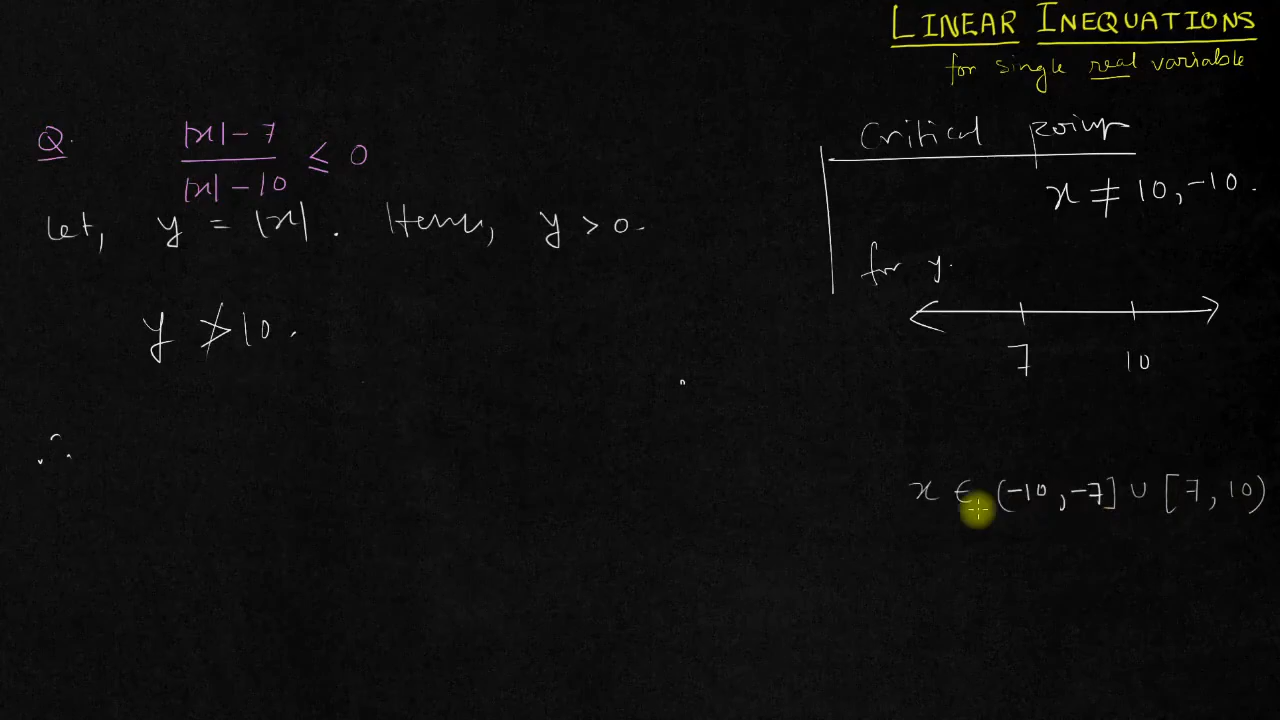 LINEAR INEQUATIONS
for single real variable
Q. |x| - 7 / |x| - 10 ≤ 0
Let, y = |x|. Hence, y > 0.
y ≯ 10.
∴
Critical points
x ≠ 10, -10.
for y.
7 10
x ∈ (-10, -7] ∪ [7, 10)